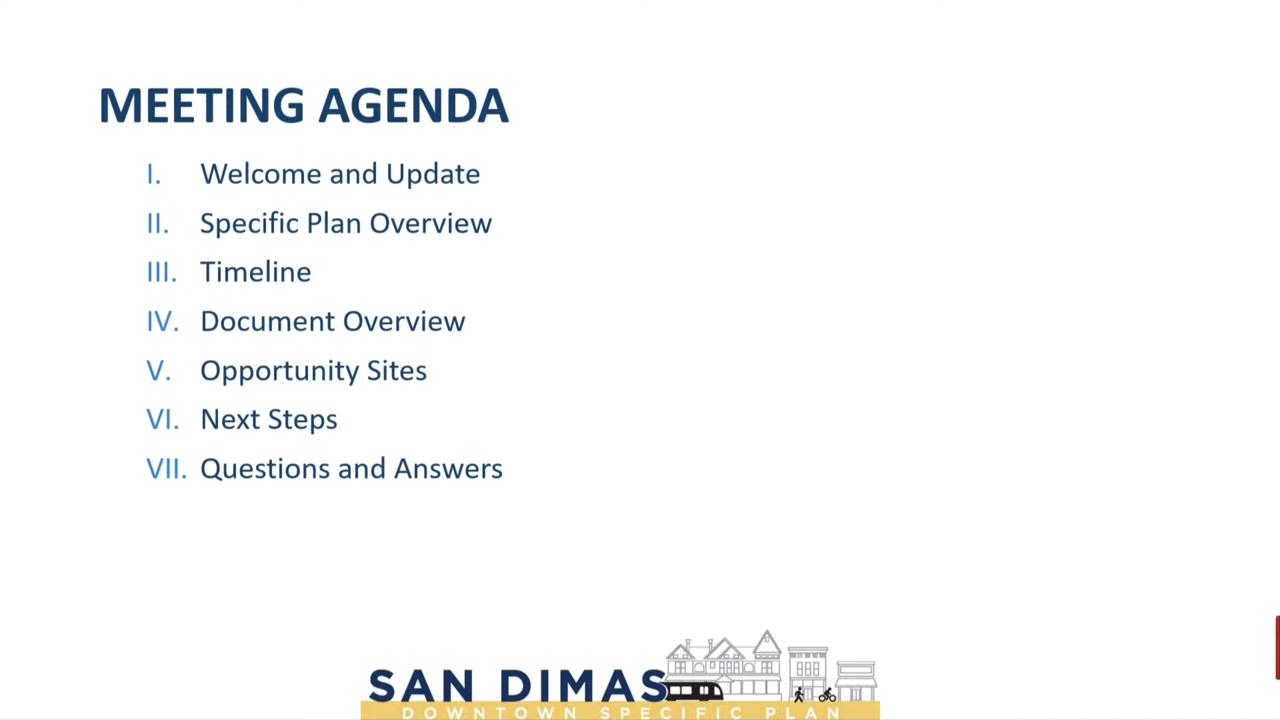 MEETING AGENDA
I. Welcome and Update
II. Specific Plan Overview
III. Timeline
IV. Document Overview
V. Opportunity Sites
VI. Next Steps
VII. Questions and Answers
SAN DIMAS
DOWNTOWN SPECIFIC PLAN